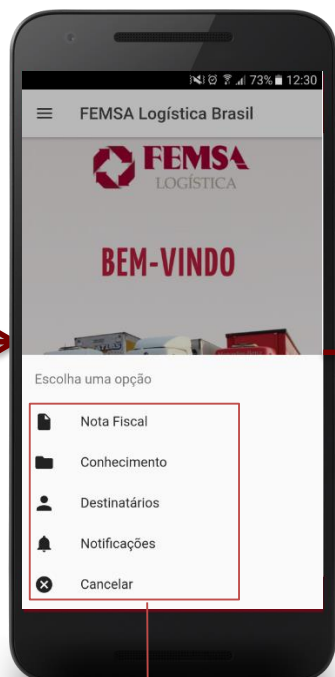 73% 12:30
FEMSA Logística Brasil
FEMSA
LOGÍSTICA
BEM-VINDO
Escolha uma opção
Nota Fiscal
Conhecimento
Destinatários
Notificações
Cancelar